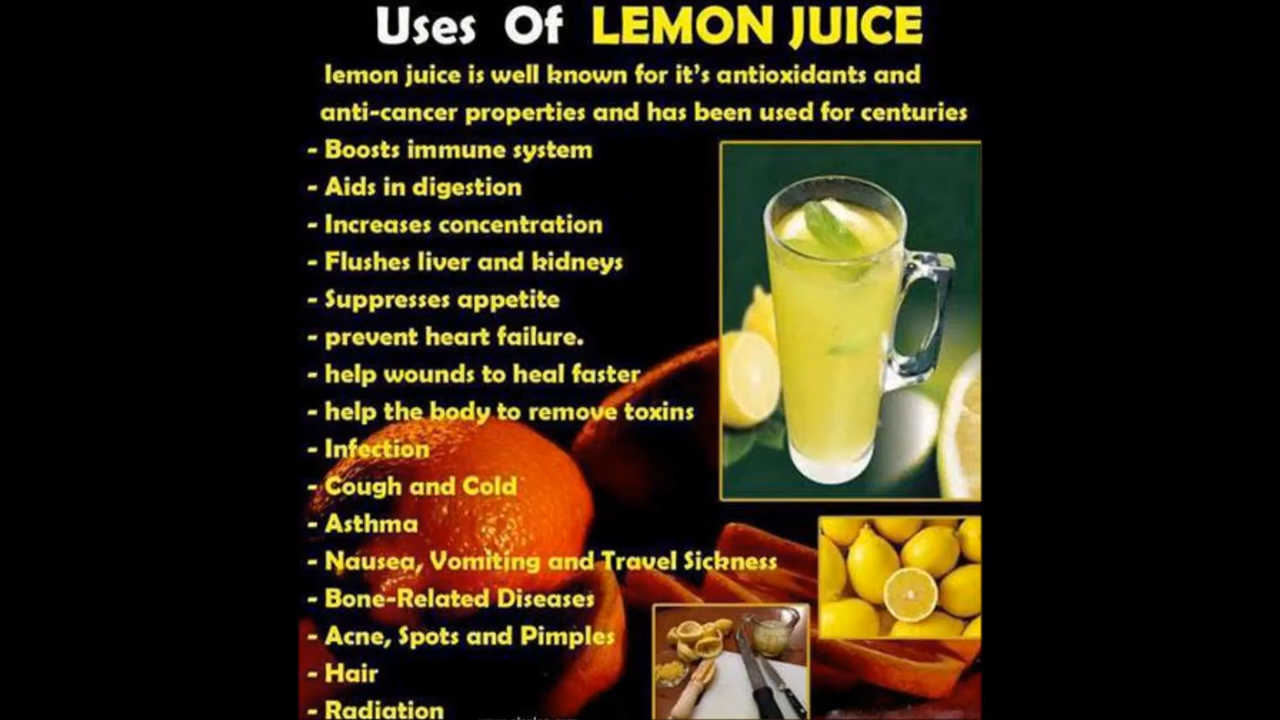 Uses Of LEMON JUICE
lemon juice is well known for it's antioxidants and
anti-cancer properties and has been used for centuries
- Boosts immune system
- Aids in digestion
- Increases concentration
- Flushes liver and kidneys
- Suppresses appetite
- prevent heart failure.
- help wounds to heal faster
- help the body to remove toxins
- Infection
- Cough and Cold
- Asthma
- Nausea, Vomiting and Travel Sickness
- Bone-Related Diseases
- Acne, Spots and Pimples
- Hair
- Radiation